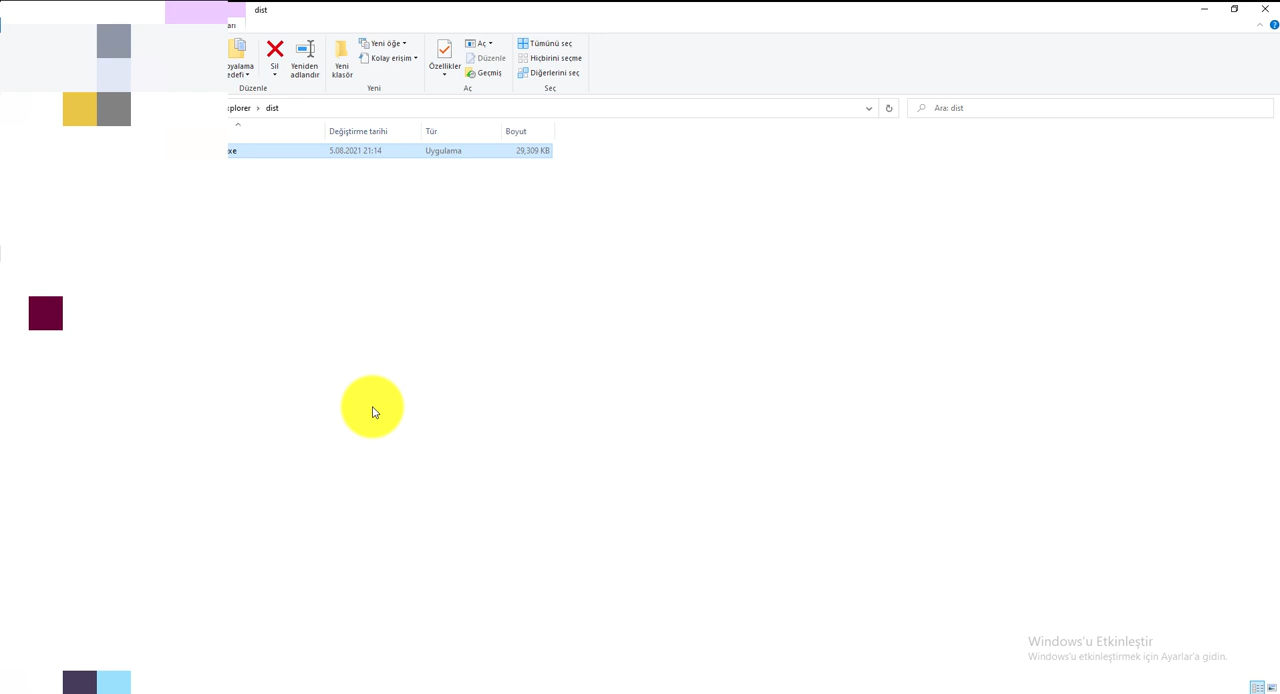 dist
arı
oyalama
edefi
Sil
Yeniden
adlandır
Düzenle
Yeni
klasör
Yeni öğe
Kolay erişim
Yeni
Özellikler
Aç
Düzenle
Geçmiş
Aç
Tümünü seç
Hiçbirini seçme
Diğerlerini seç
Seç
xplorer > dist
Ara: dist
Değiştirme tarihi Tür Boyut
xe 5.08.2021 21:14 Uygulama 29,309 KB
Windows'u Etkinleştir
Windows'u etkinleştirmek için Ayarlar'a gidin.